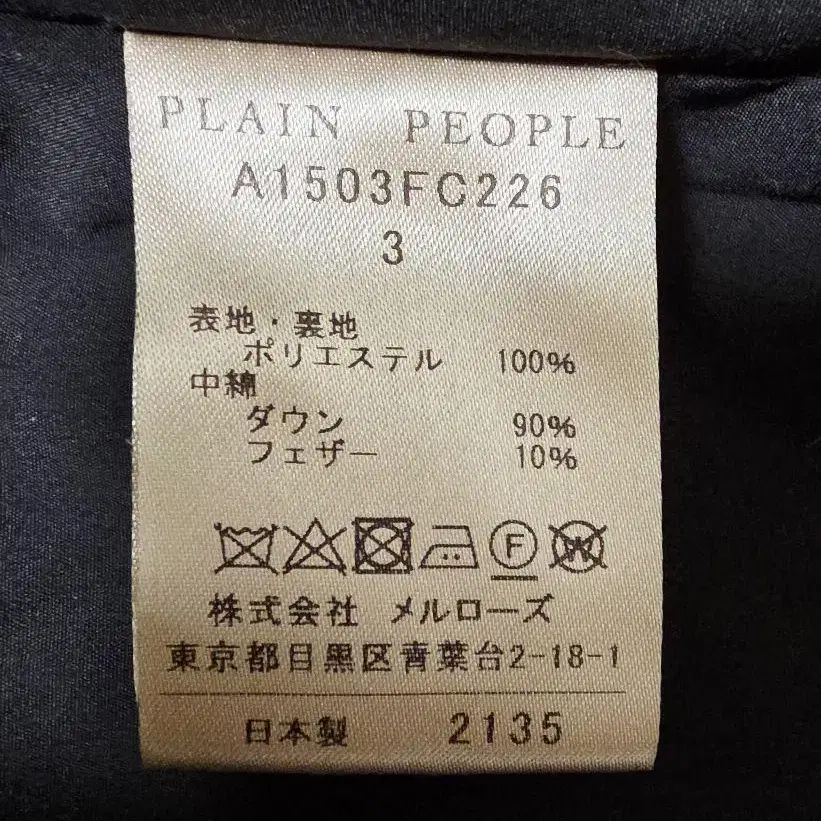 PLAIN PEOPLE
A1503FC226
3
表地・裏地
ポリエステル 100%
中綿
ダウン 90%
フェザー 10%
F W
株式会社 メルローズ
東京都目黒区青葉台2-18-1
日本製 2135